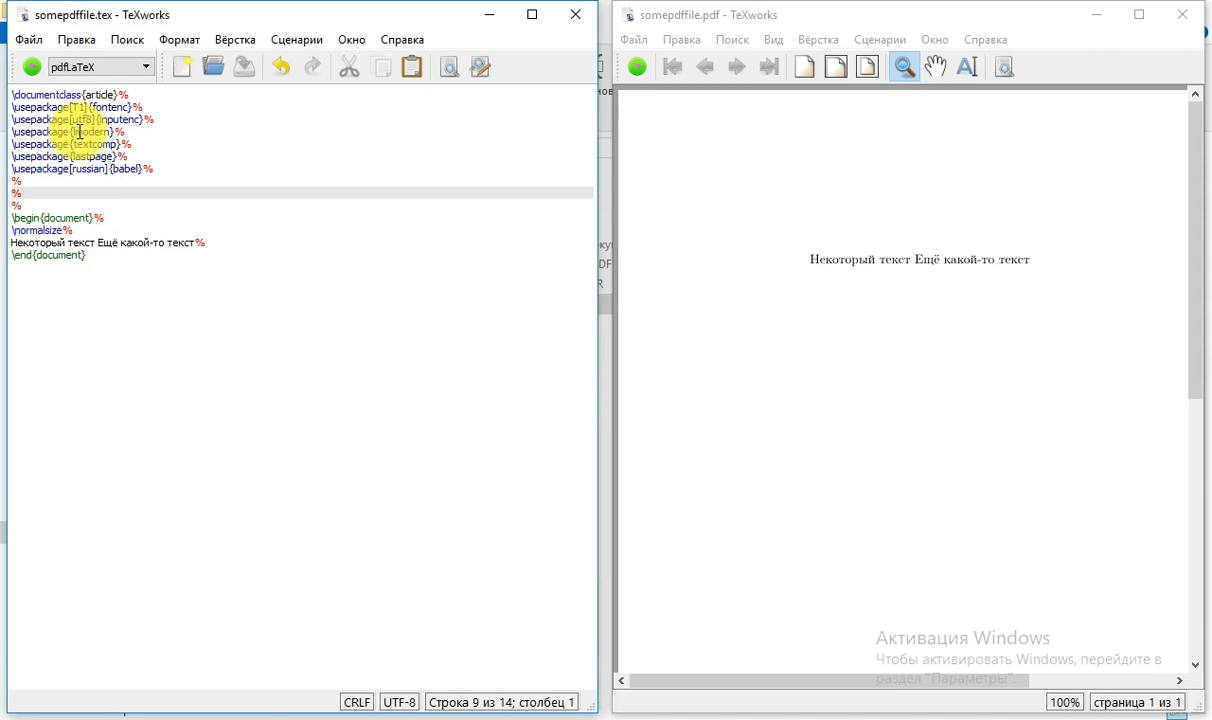 somepdffile.tex - TeXworks
Файл Правка Поиск Формат Вёрстка Сценарии Окно Справка
pdfLaTeX
\documentclass{article}%
\usepackage[T1]{fontenc}%
\usepackage[utf8]{inputenc}%
\usepackage{lmodern}%
\usepackage{textcomp}%
\usepackage{lastpage}%
\usepackage[russian]{babel}%
%
%
%
\begin{document}%
\normalsize%
Некоторый текст Ещё какой-то текст%
\end{document}
CRLF UTF-8 Строка 9 из 14; столбец 1
somepdffile.pdf - TeXworks
Файл Правка Поиск Вид Вёрстка Сценарии Окно Справка
Некоторый текст Ещё какой-то текст
Активация Windows
Чтобы активировать Windows, перейдите в
раздел "Параметры".
100% страница 1 из 1